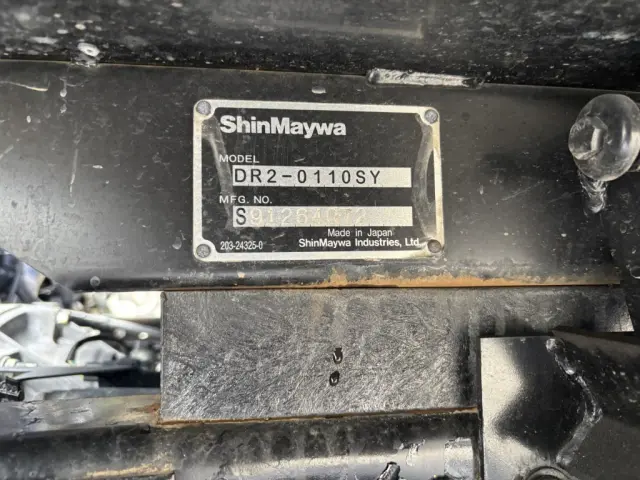 ShinMaywa
MODEL
DR2-0110SY
MFG. NO.
Made in Japan
203-24325-0
ShinMaywa Industries, Ltd.